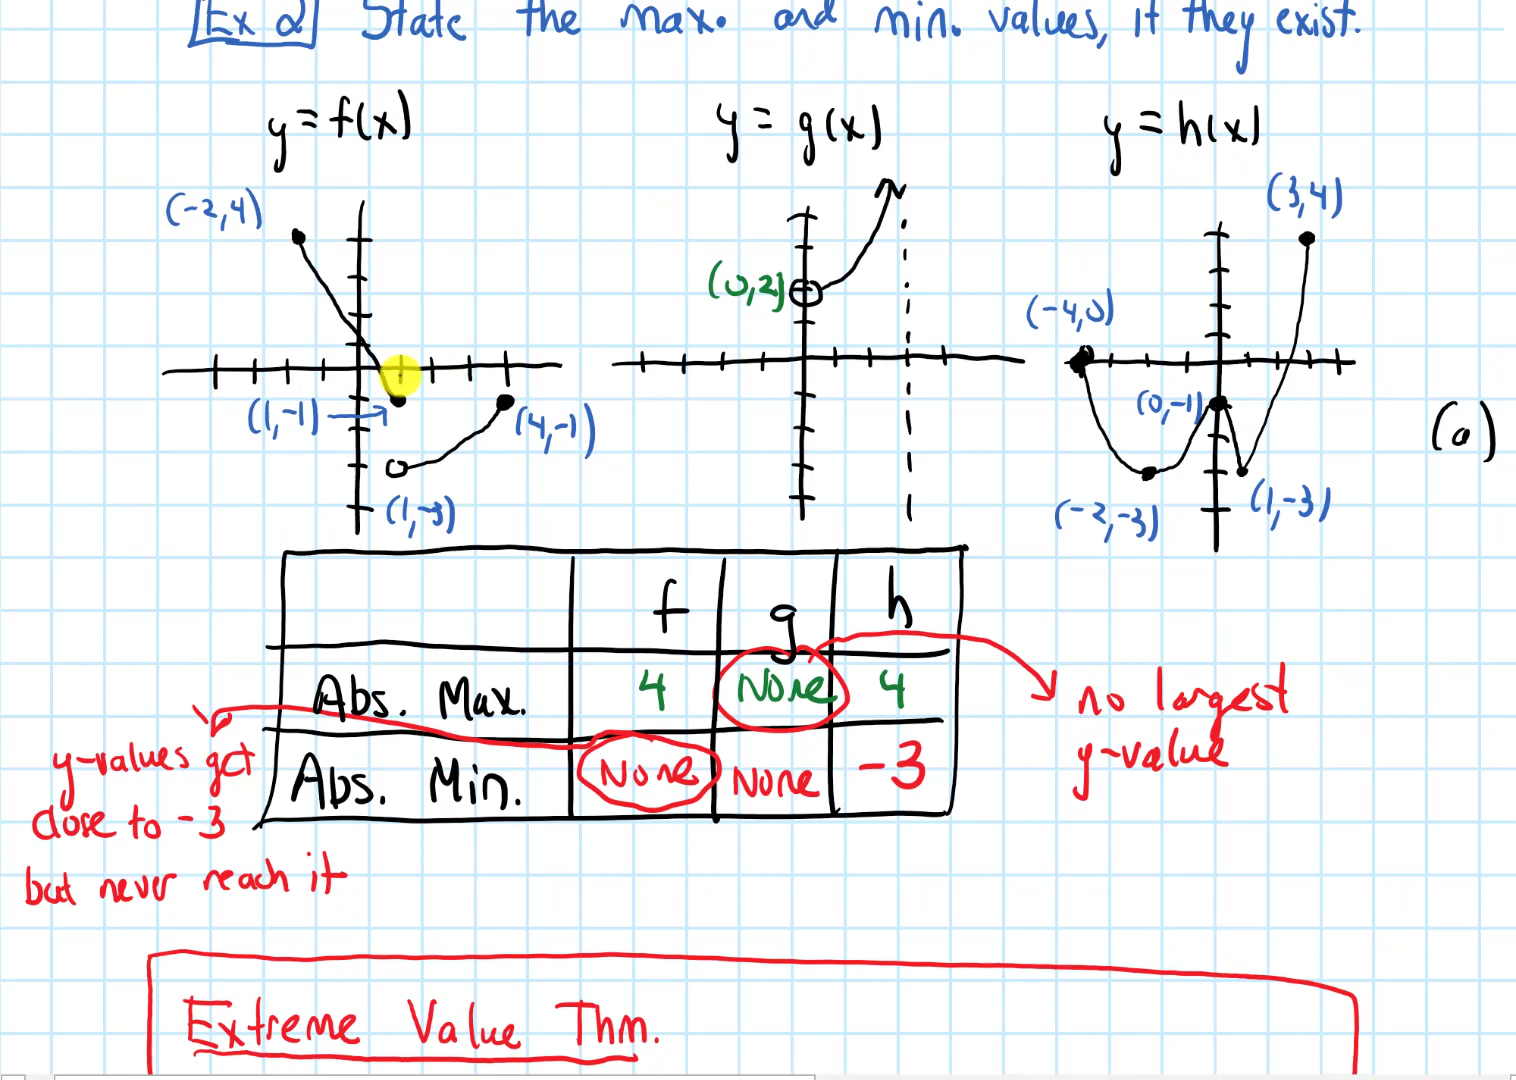 Ex 2 State the max. and min. values, if they exist.
y = f(x)
y = g(x)
y = h(x)
(-2,4)
(1,-1)
(4,-1)
(1,-3)
(0,2)
(3,4)
(-4,0)
(0,-1)
(-2,-3)
(1,-3)
(a)
f g h
Abs. Max. 4 None 4
Abs. Min. None None -3
no largest
y-value
y-values get
close to -3
but never reach it
Extreme Value Thm.